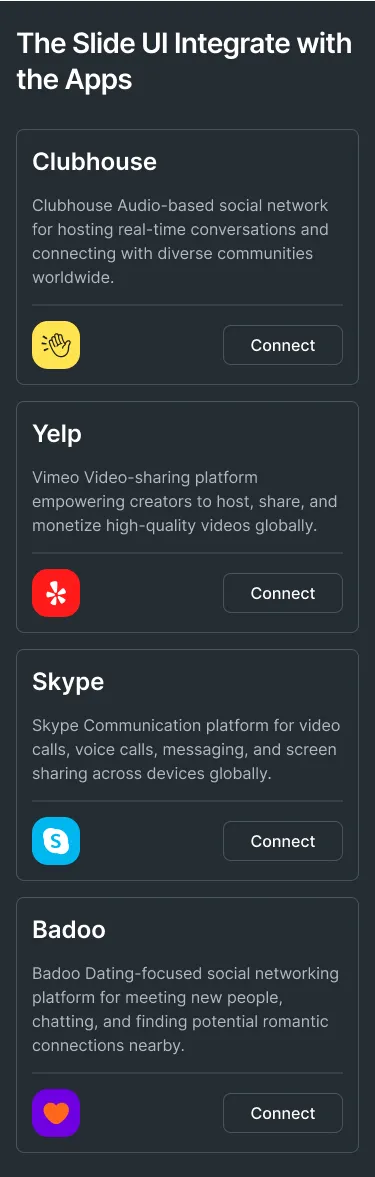 The Slide UI Integrate with
the Apps
Clubhouse
Clubhouse Audio-based social network
for hosting real-time conversations and
connecting with diverse communities
worldwide.
Connect
Yelp
Vimeo Video-sharing platform
empowering creators to host, share, and
monetize high-quality videos globally.
Connect
Skype
Skype Communication platform for video
calls, voice calls, messaging, and screen
sharing across devices globally.
S
Connect
Badoo
Badoo Dating-focused social networking
platform for meeting new people,
chatting, and finding potential romantic
connections nearby.
Connect